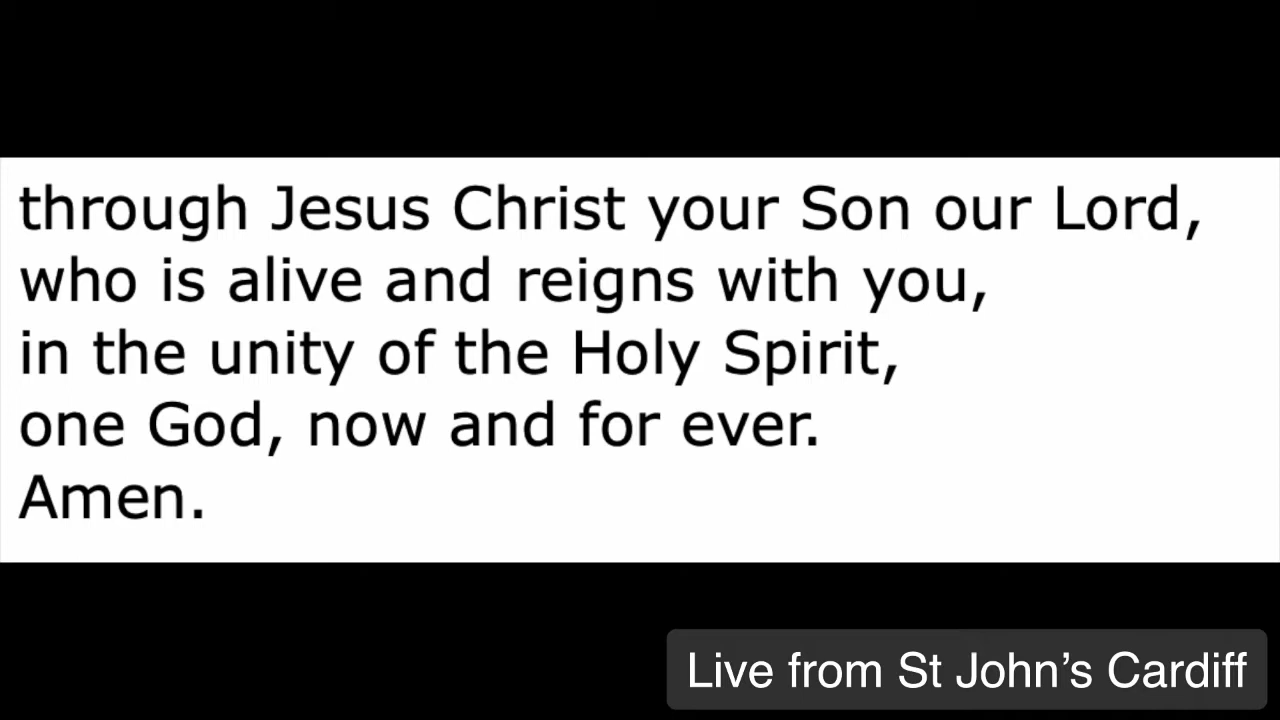 through Jesus Christ your Son our Lord,
who is alive and reigns with you,
in the unity of the Holy Spirit,
one God, now and for ever.
Amen.
Live from St John’s Cardiff